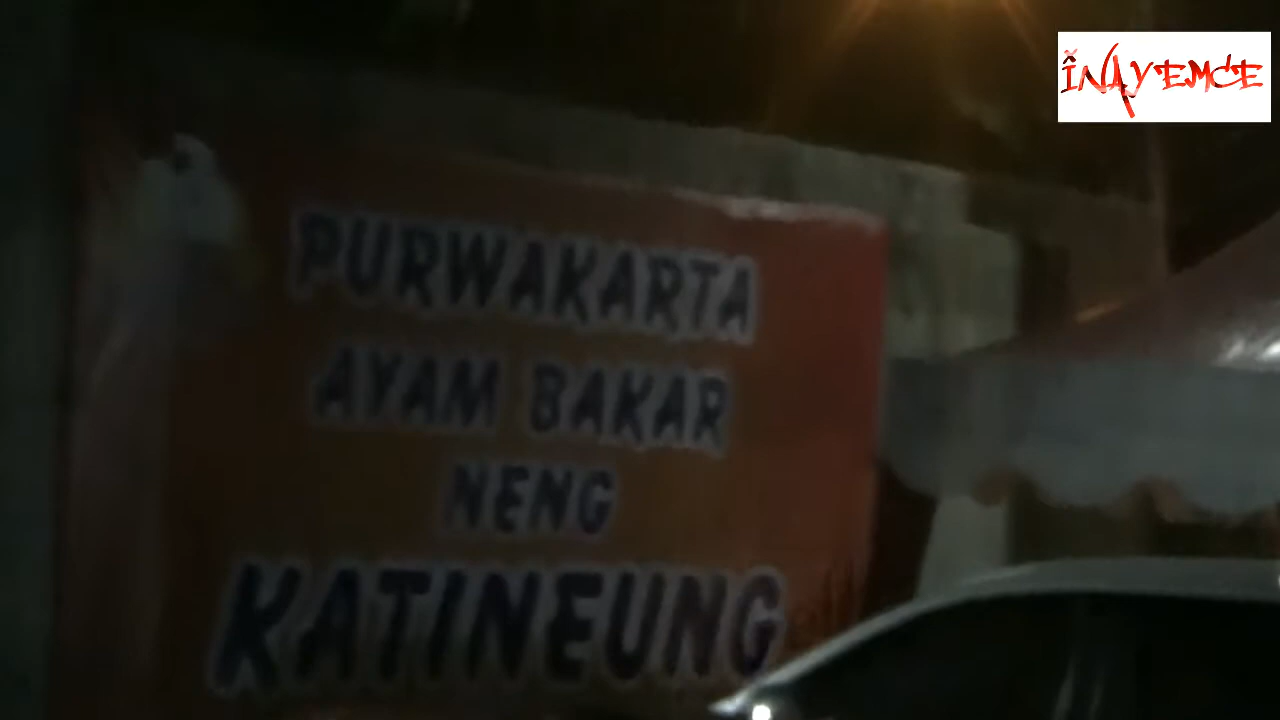 INAYEMCE
PURWAKARTA
AYAM BAKAR
NENG
KATINEUNG